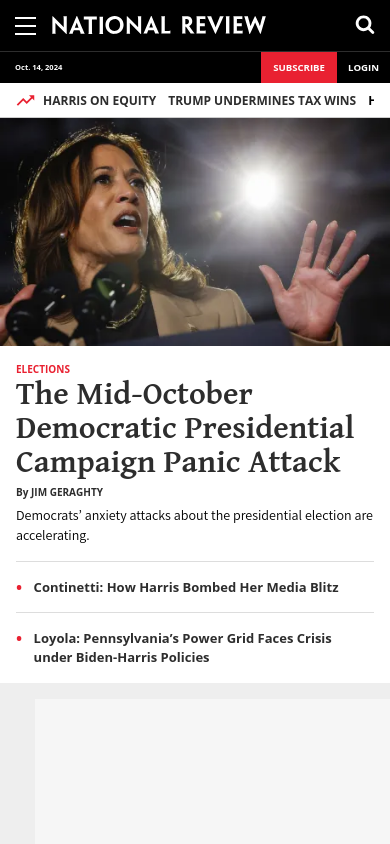 NATIONAL REVIEW
Oct. 14, 2024
SUBSCRIBE
LOGIN
HARRIS ON EQUITY
TRUMP UNDERMINES TAX WINS
ELECTIONS
The Mid-October
Democratic Presidential
Campaign Panic Attack
By JIM GERAGHTY
Democrats’ anxiety attacks about the presidential election are
accelerating.
Continetti: How Harris Bombed Her Media Blitz
Loyola: Pennsylvania’s Power Grid Faces Crisis
under Biden-Harris Policies